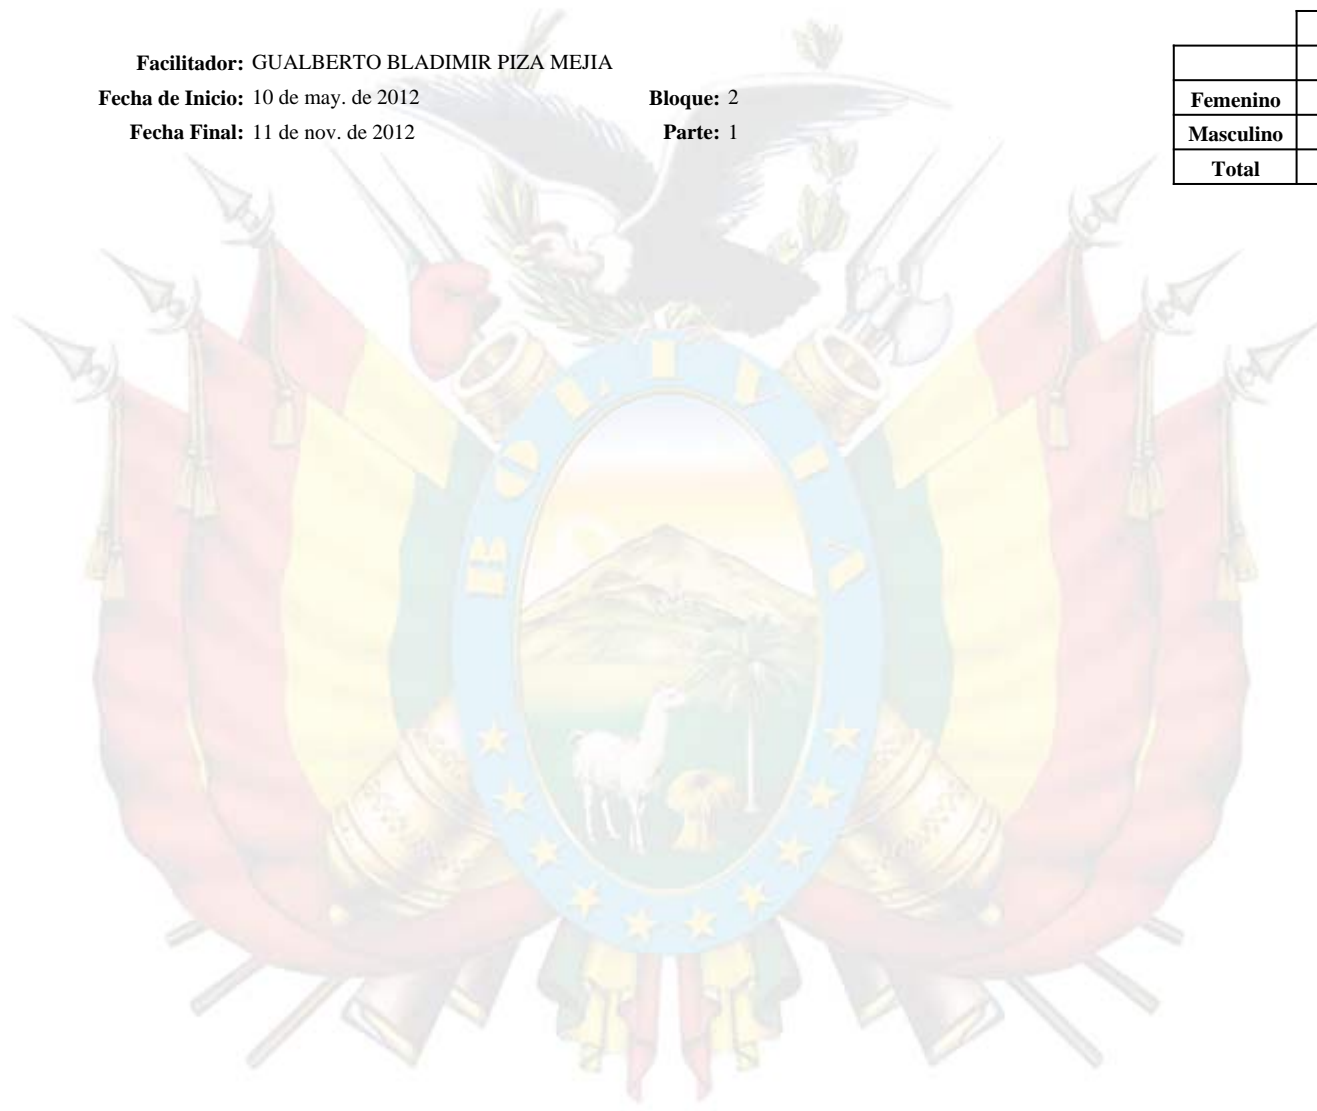 Facilitador: GUALBERTO BLADIMIR PIZA MEJIA
Fecha de Inicio: 10 de may. de 2012 Bloque: 2
Fecha Final: 11 de nov. de 2012 Parte: 1
Femenino
Masculino
Total
BOLIVIA